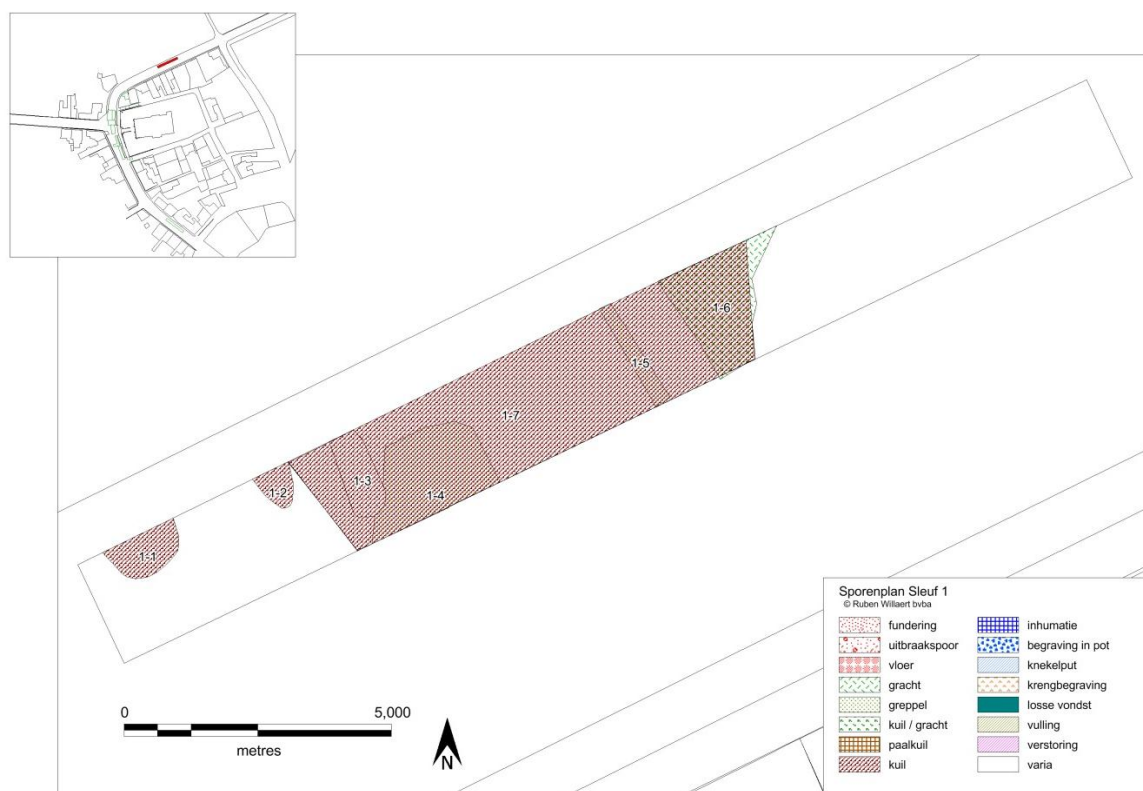 1-6
1-5
1-7
1-3
1-4
1-2
1-1
0 5,000
metres
N
Sporenplan Sleuf 1
© Ruben Willaert bvba
fundering
uitbraakspoor
vloer
gracht
greppel
kuil / gracht
paalkuil
kuil
inhumatie
begraving in pot
knekelput
krengbegraving
losse vondst
vulling
verstoring
varia